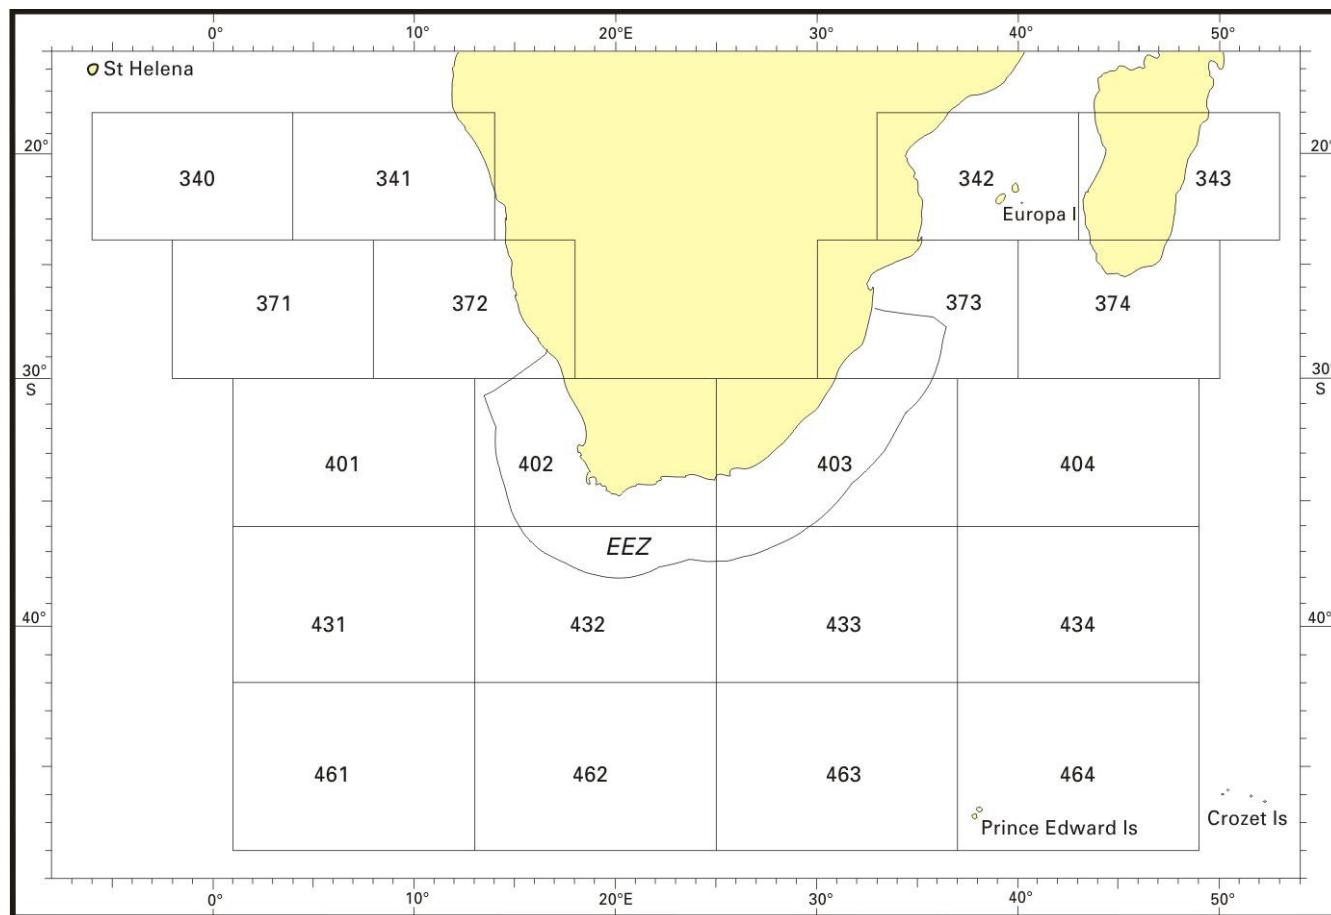 0° 10° 20°E 30° 40° 50°
St Helena
20° 20°
340 341 342 343
Europa I
371 372 373 374
30° 30°
S S
401 402 403 404
EEZ
40° 40°
431 432 433 434
461 462 463 464
Crozet Is
Prince Edward Is
0° 10° 20°E 30° 40° 50°